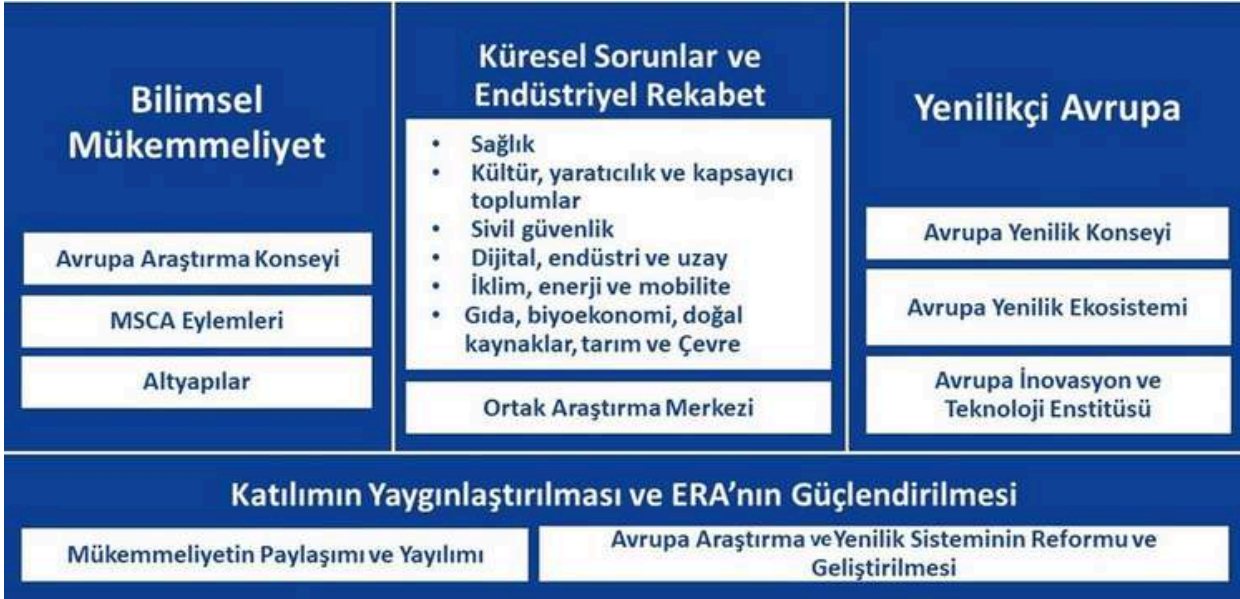 Bilimsel
Mükemmeliyet
Avrupa Araştırma Konseyi
MSCA Eylemleri
Altyapılar
Küresel Sorunlar ve
Endüstriyel Rekabet
• Sağlık
• Kültür, yaratıcılık ve kapsayıcı
toplumlar
• Sivil güvenlik
• Dijital, endüstri ve uzay
• İklim, enerji ve mobilite
• Gıda, biyoekonomi, doğal
kaynaklar, tarım ve Çevre
Ortak Araştırma Merkezi
Yenilikçi Avrupa
Avrupa Yenilik Konseyi
Avrupa Yenilik Ekosistemi
Avrupa İnovasyon ve
Teknoloji Enstitüsü
Katılımın Yaygınlaştırılması ve ERA’nın Güçlendirilmesi
Mükemmeliyetin Paylaşımı ve Yayılımı
Avrupa Araştırma ve Yenilik Sisteminin Reformu ve
Geliştirilmesi